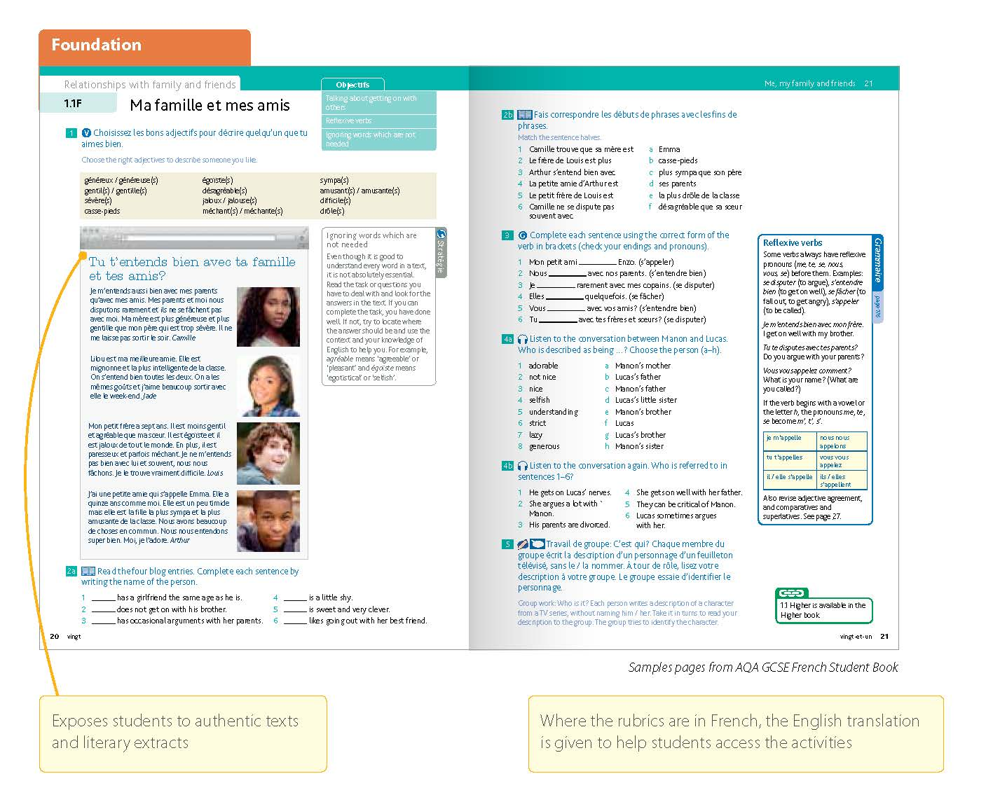 Foundation
Relationships with family and friends
1.1F
Ma famille et mes amis
Objectifs
Talking about getting on with
others
Reflexive verbs
Ignoring words which are not
needed
1 V Choisissez les bons adjectifs pour décrire quelqu'un que tu
aimes bien.
Choose the right adjectives to describe someone you like.
généreux / généreuse(s)
gentil(s) / gentille(s)
sévère(s)
casse-pieds
égoïste(s)
désagréable(s)
jaloux / jalouse(s)
méchant(s) / méchante(s)
sympa(s)
amusant(s) / amusante(s)
difficile(s)
drôle(s)
Tu t'entends bien avec ta famille
et tes amis?
Je m'entends aussi bien avec mes parents
qu'avec mes amis. Mes parents et moi nous
disputons rarement et ils ne se fâchent pas
avec moi. Ma mère est plus généreuse et plus
gentille que mon père qui est trop sévère. Il ne
me laisse pas sortir le soir. Camille
Lilou est ma meilleure amie. Elle est
mignonne et la plus intelligente de la classe.
On s'entend bien toutes les deux. On a les
mêmes goûts et j'aime beaucoup sortir avec
elle le week-end. Jade
Mon petit frère a sept ans. Il est moins gentil
et agréable que ma sœur. Il est égoïste et il
est jaloux de tout le monde. En plus, il est
paresseux et parfois méchant. Je ne m'entends
pas bien avec lui et souvent, nous nous
fâchons. Je le trouve vraiment difficile. Louis
J'ai une petite amie qui s'appelle Emma. Elle a
quinze ans comme moi. Elle est un peu timide
mais elle est la fille la plus sympa et la plus
amusante de la classe. Nous avons beaucoup
de choses en commun. Nous nous entendons
super bien. Moi, je l'adore. Arthur
Stratégie
Ignoring words which are
not needed
Even though it is good to
understand every word in a text,
it is not absolutely essential.
Read the task or questions you
have to deal with and look for the
answers in the text. If you can
complete the task, you have done
well. If not, try to locate where
the answer should be and use the
context and your knowledge of
English to help you. For example,
agréable means 'agreeable' or
'pleasant' and égoïste means
'egotistical' or 'selfish'.
2a Read the four blog entries. Complete each sentence by
writing the name of the person.
1 ______ has a girlfriend the same age as he is.
2 ______ does not get on with his brother.
3 ______ has occasional arguments with her parents.
4 ______ is a little shy.
5 ______ is sweet and very clever.
6 ______ likes going out with her best friend.
20 vingt
Me, my family and friends 21
2b Fais correspondre les débuts de phrases avec les fins de
phrases.
Match the sentence halves.
1 Camille trouve que sa mère est
2 Le frère de Louis est plus
3 Arthur s'entend bien avec
4 La petite amie d'Arthur est
5 Le petit frère de Louis est
6 Camille ne se dispute pas
souvent avec
a Emma
b casse-pieds
c plus sympa que son père
d ses parents
e la plus drôle de la classe
f désagréable que sa sœur
3 G Complete each sentence using the correct form of the
verb in brackets (check your endings and pronouns).
1 Mon petit ami ________ Enzo. (s'appeler)
2 Nous ________ avec nos parents. (s'entendre bien)
3 Je ________ rarement avec mes copains. (se disputer)
4 Elles ________ quelquefois. (se fâcher)
5 Vous ________ avec vos amis? (s'entendre bien)
6 Tu ________ avec tes frères et sœurs? (se disputer)
4a Listen to the conversation between Manon and Lucas.
Who is described as being …? Choose the person (a–h).
1 adorable
2 not nice
3 nice
4 selfish
5 understanding
6 strict
7 lazy
8 generous
a Manon's mother
b Lucas's father
c Manon's father
d Lucas's little sister
e Manon's brother
f Lucas
g Lucas's brother
h Manon's sister
4b Listen to the conversation again. Who is referred to in
sentences 1–6?
1 He gets on Lucas' nerves.
2 She argues a lot with `
Manon.
3 His parents are divorced.
4 She gets on well with her father.
5 They can be critical of Manon.
6 Lucas sometimes argues
with her.
5 Travail de groupe: C'est qui? Chaque membre du
groupe écrit la description d'un personnage d'un feuilleton
télévisé, sans le / la nommer. À tour de rôle, lisez votre
description à votre groupe. Le groupe essaie d'identifier le
personnage.
Group work: Who is it? Each person writes a description of a character
from a TV series, without naming him / her. Take it in turns to read your
description to the group. The group tries to identify the character.
Grammaire
page 176
Reflexive verbs
Some verbs always have reflexive
pronouns (me, te, se, nous,
vous, se) before them. Examples:
se disputer (to argue), s'entendre
bien (to get on well), se fâcher (to
fall out, to get angry), s'appeler
(to be called).
Je m'entends bien avec mon frère.
I get on well with my brother.
Tu te disputes avec tes parents?
Do you argue with your parents?
Vous vous appelez comment?
What is your name? (What are
you called?)
If the verb begins with a vowel or
the letter h, the pronouns me, te,
se become m', t', s'.
je m'appelle
nous nous
appelons
tu t'appelles
vous vous
appelez
il / elle s'appelle
ils / elles
s'appellent
Also revise adjective agreement,
and comparatives and
superlatives. See page 27.
1.1 Higher is available in the
Higher book.
vingt-et-un 21
Samples pages from AQA GCSE French Student Book
Exposes students to authentic texts
and literary extracts
Where the rubrics are in French, the English translation
is given to help students access the activities